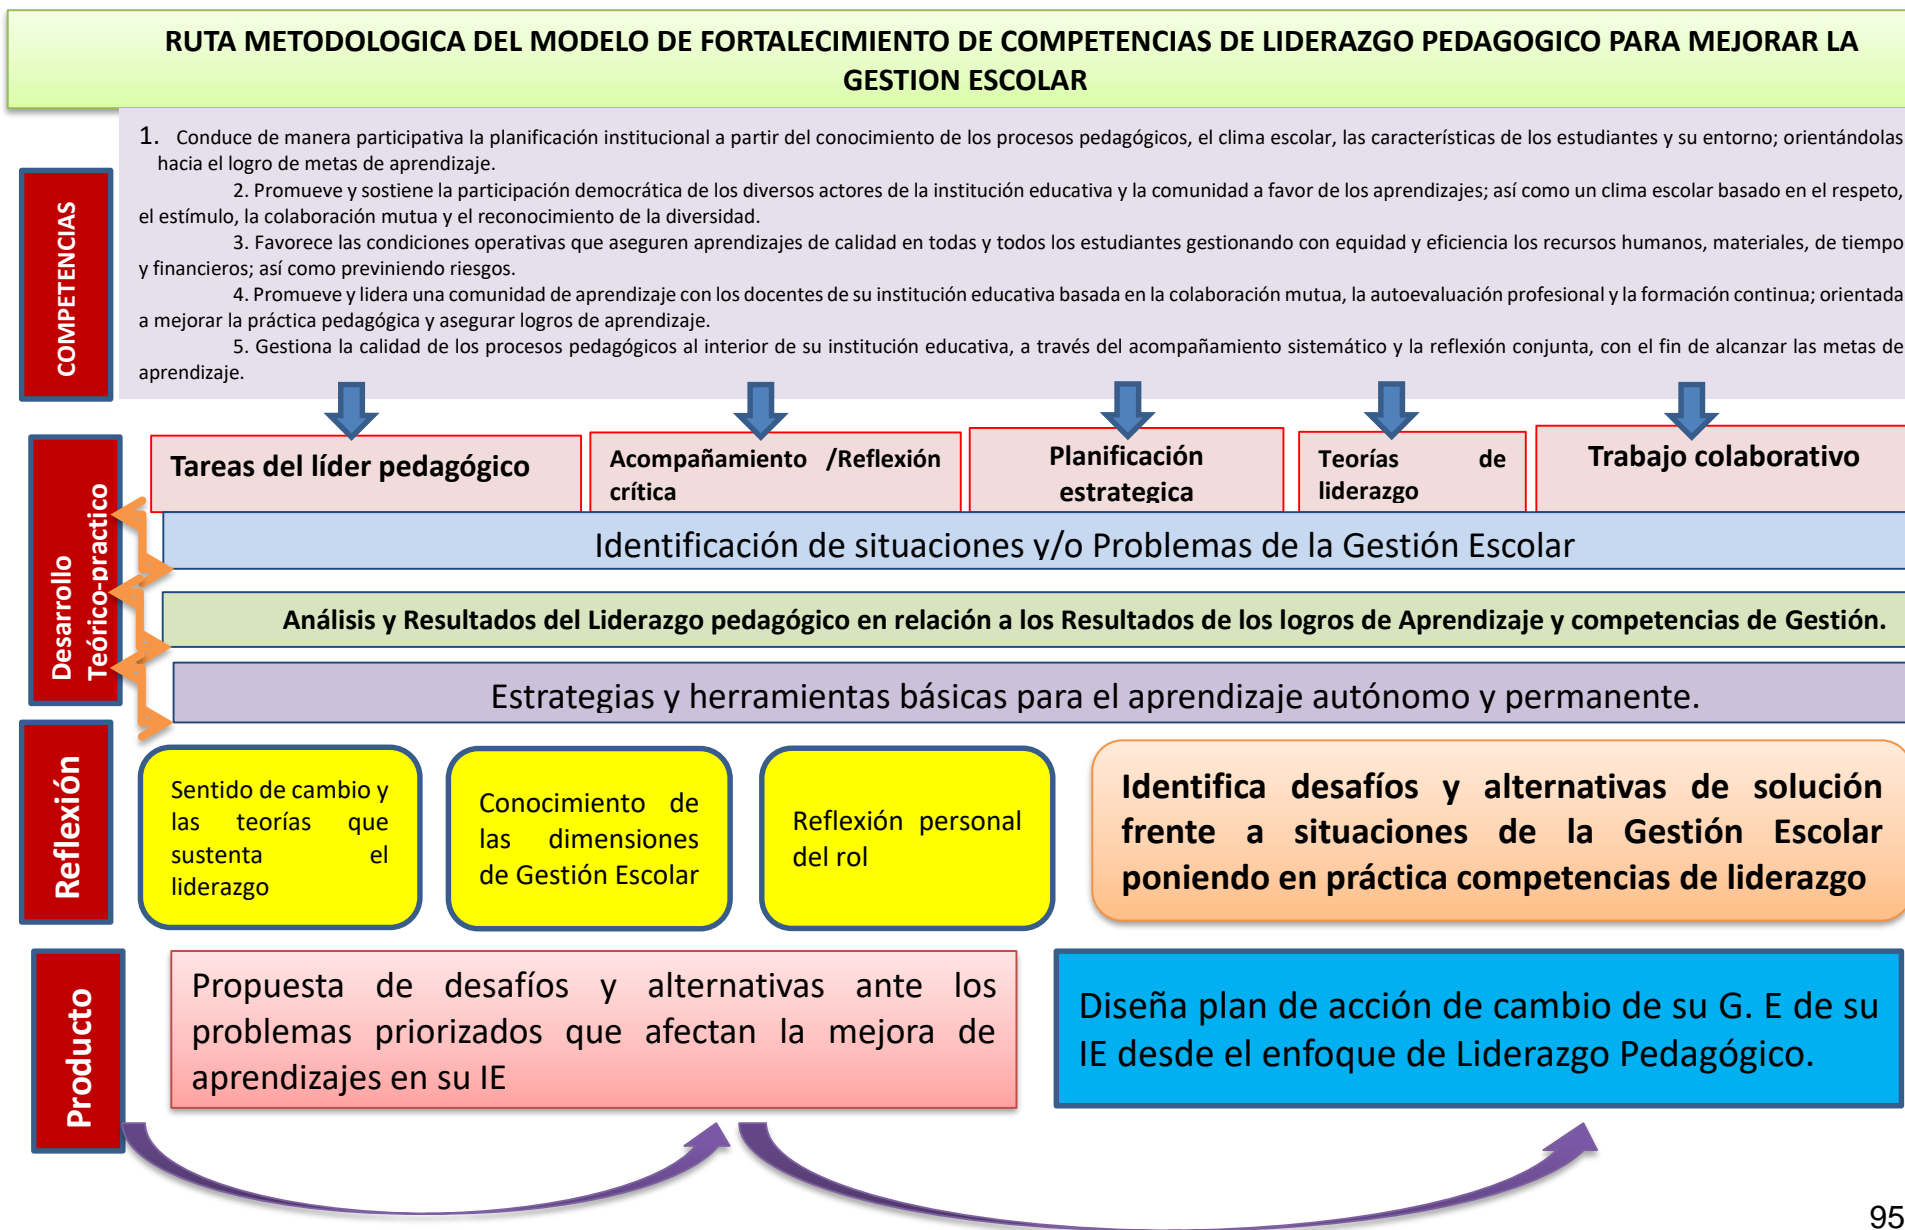 RUTA METODOLOGICA DEL MODELO DE FORTALECIMIENTO DE COMPETENCIAS DE LIDERAZGO PEDAGOGICO PARA MEJORAR LA
GESTION ESCOLAR
COMPETENCIAS
1. Conduce de manera participativa la planificación institucional a partir del conocimiento de los procesos pedagógicos, el clima escolar, las características de los estudiantes y su entorno; orientándolas
hacia el logro de metas de aprendizaje.
2. Promueve y sostiene la participación democrática de los diversos actores de la institución educativa y la comunidad a favor de los aprendizajes; así como un clima escolar basado en el respeto,
el estímulo, la colaboración mutua y el reconocimiento de la diversidad.
3. Favorece las condiciones operativas que aseguren aprendizajes de calidad en todas y todos los estudiantes gestionando con equidad y eficiencia los recursos humanos, materiales, de tiempo
y financieros; así como previniendo riesgos.
4. Promueve y lidera una comunidad de aprendizaje con los docentes de su institución educativa basada en la colaboración mutua, la autoevaluación profesional y la formación continua; orientada
a mejorar la práctica pedagógica y asegurar logros de aprendizaje.
5. Gestiona la calidad de los procesos pedagógicos al interior de su institución educativa, a través del acompañamiento sistemático y la reflexión conjunta, con el fin de alcanzar las metas de
aprendizaje.
Desarrollo
Teórico-practico
Tareas del líder pedagógico
Acompañamiento /Reflexión
crítica
Planificación
estrategica
Teorías de
liderazgo
Trabajo colaborativo
Identificación de situaciones y/o Problemas de la Gestión Escolar
Análisis y Resultados del Liderazgo pedagógico en relación a los Resultados de los logros de Aprendizaje y competencias de Gestión.
Estrategias y herramientas básicas para el aprendizaje autónomo y permanente.
Reflexión
Sentido de cambio y
las teorías que
sustenta el
liderazgo
Conocimiento de
las dimensiones
de Gestión Escolar
Reflexión personal
del rol
Identifica desafíos y alternativas de solución
frente a situaciones de la Gestión Escolar
poniendo en práctica competencias de liderazgo
Producto
Propuesta de desafíos y alternativas ante los
problemas priorizados que afectan la mejora de
aprendizajes en su IE
Diseña plan de acción de cambio de su G. E de su
IE desde el enfoque de Liderazgo Pedagógico.
95